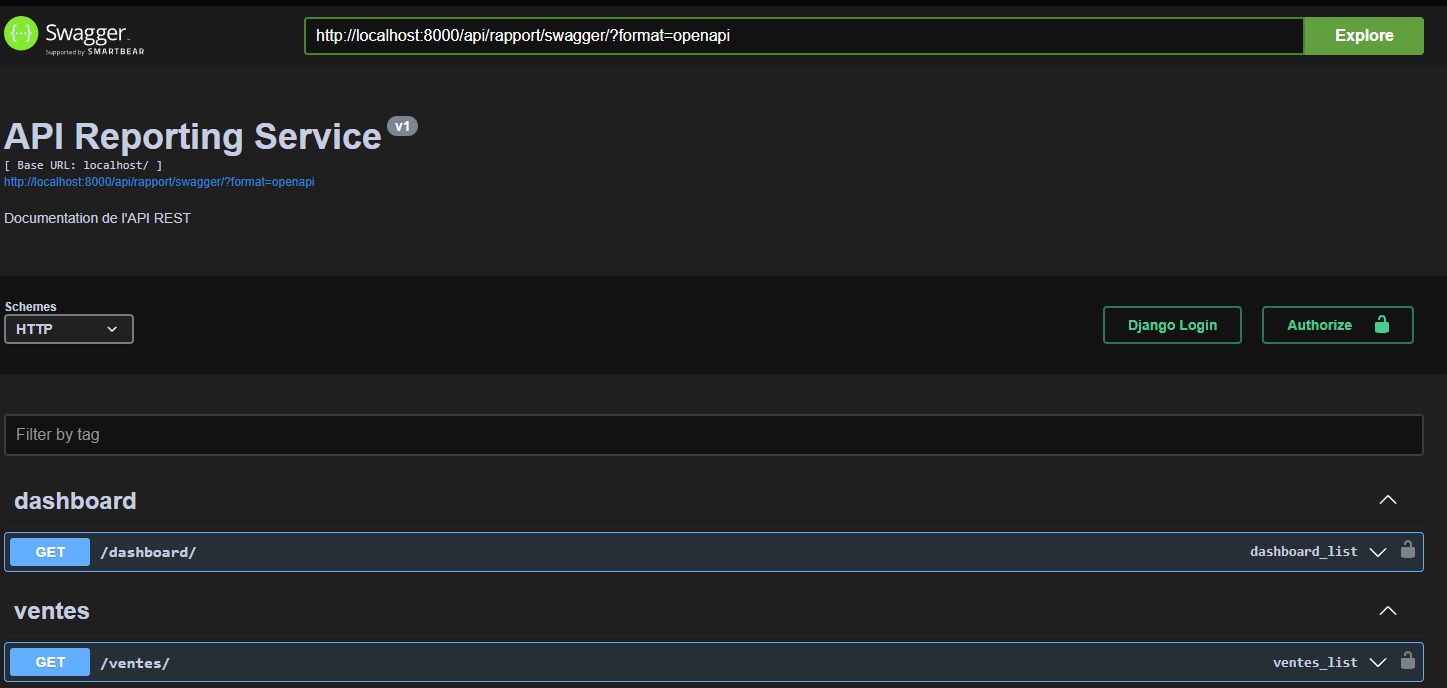 Swagger
Supported by SMARTBEAR
http://localhost:8000/api/rapport/swagger/?format=openapi
Explore
API Reporting Service v1
[ Base URL: localhost/ ]
http://localhost:8000/api/rapport/swagger/?format=openapi
Documentation de l'API REST
Schemes
HTTP
Django Login
Authorize
Filter by tag
dashboard
GET /dashboard/ dashboard_list
ventes
GET /ventes/ ventes_list